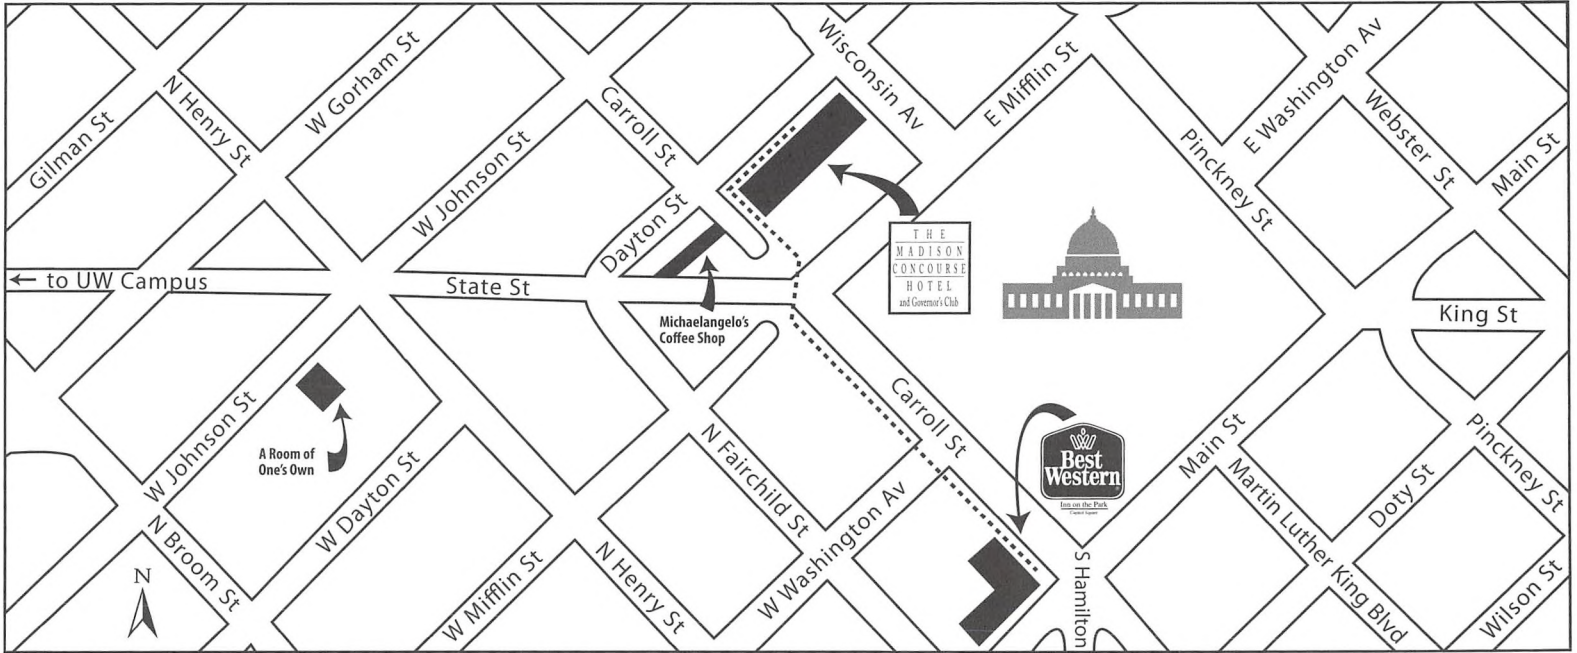 Wisconsin Av
E Mifflin St
E Washington Av
W Gorham St
N Henry St
Gilman St
Carroll St
W Johnson St
Pinckney St
Webster St
Main St
Dayton St
THE
MADISON
CONCOURSE
HOTEL
and Governor's Club
← to UW Campus
State St
Michaelangelo's
Coffee Shop
King St
Carroll St
W Johnson St
A Room of
One's Own
N Fairchild St
Best
Western
Inn on the Park
Capitol Square
Main St
Pinckney St
Martin Luther King Blvd
Doty St
W Dayton St
W Washington Av
N Broom St
N
W Mifflin St
N Henry St
S Hamilton
Wilson St